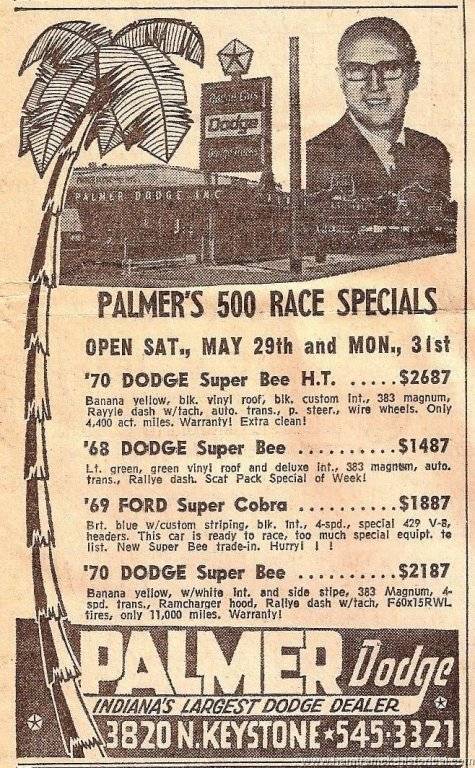 Dodge
PALMER DODGE INC
PALMER'S 500 RACE SPECIALS
OPEN SAT., MAY 29th and MON., 31st
'70 DODGE Super Bee H.T. .....$2687
Banana yellow, blk. vinyl roof, blk. custom int., 383 magnum,
Rayyle dash w/tach, auto. trans., p. steer., wire wheels. Only
4,400 act. miles. Warranty! Extra clean!
'68 DODGE Super Bee ..........$1487
Lt. green, green vinyl roof and deluxe int., 383 magnum, auto.
trans., Rallye dash. Scat Pack Special of Week!
'69 FORD Super Cobra ..........$1887
Brt. blue w/custom striping, blk. int., 4-spd., special 429 V-8,
headers. This car is ready to race, too much special equipt. to
list. New Super Bee trade-in. Hurry! ! !
'70 DODGE Super Bee ..........$2187
Banana yellow, w/white int. and side stipe, 383 Magnum, 4-
spd. trans., Ramcharger hood, Rallye dash w/tach, F60x15RWL
tires, only 11,000 miles. Warranty!
PALMER Dodge
INDIANA'S LARGEST DODGE DEALER
3820 N. KEYSTONE★545-3321